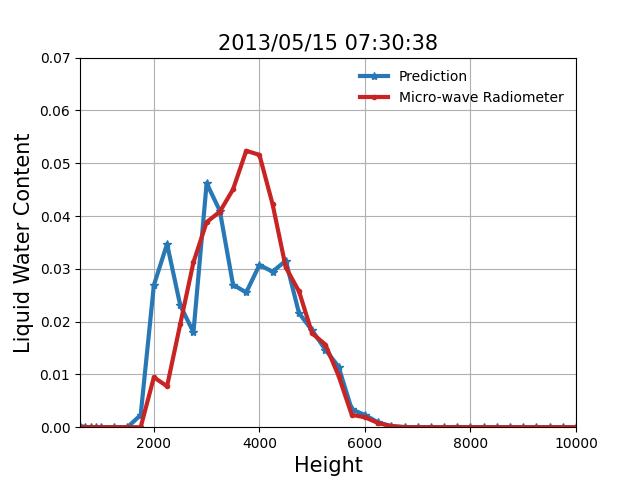 2013/05/15 07:30:38
Prediction
Micro-wave Radiometer
Liquid Water Content
0.07
0.06
0.05
0.04
0.03
0.02
0.01
0.00
2000 4000 6000 8000 10000
Height